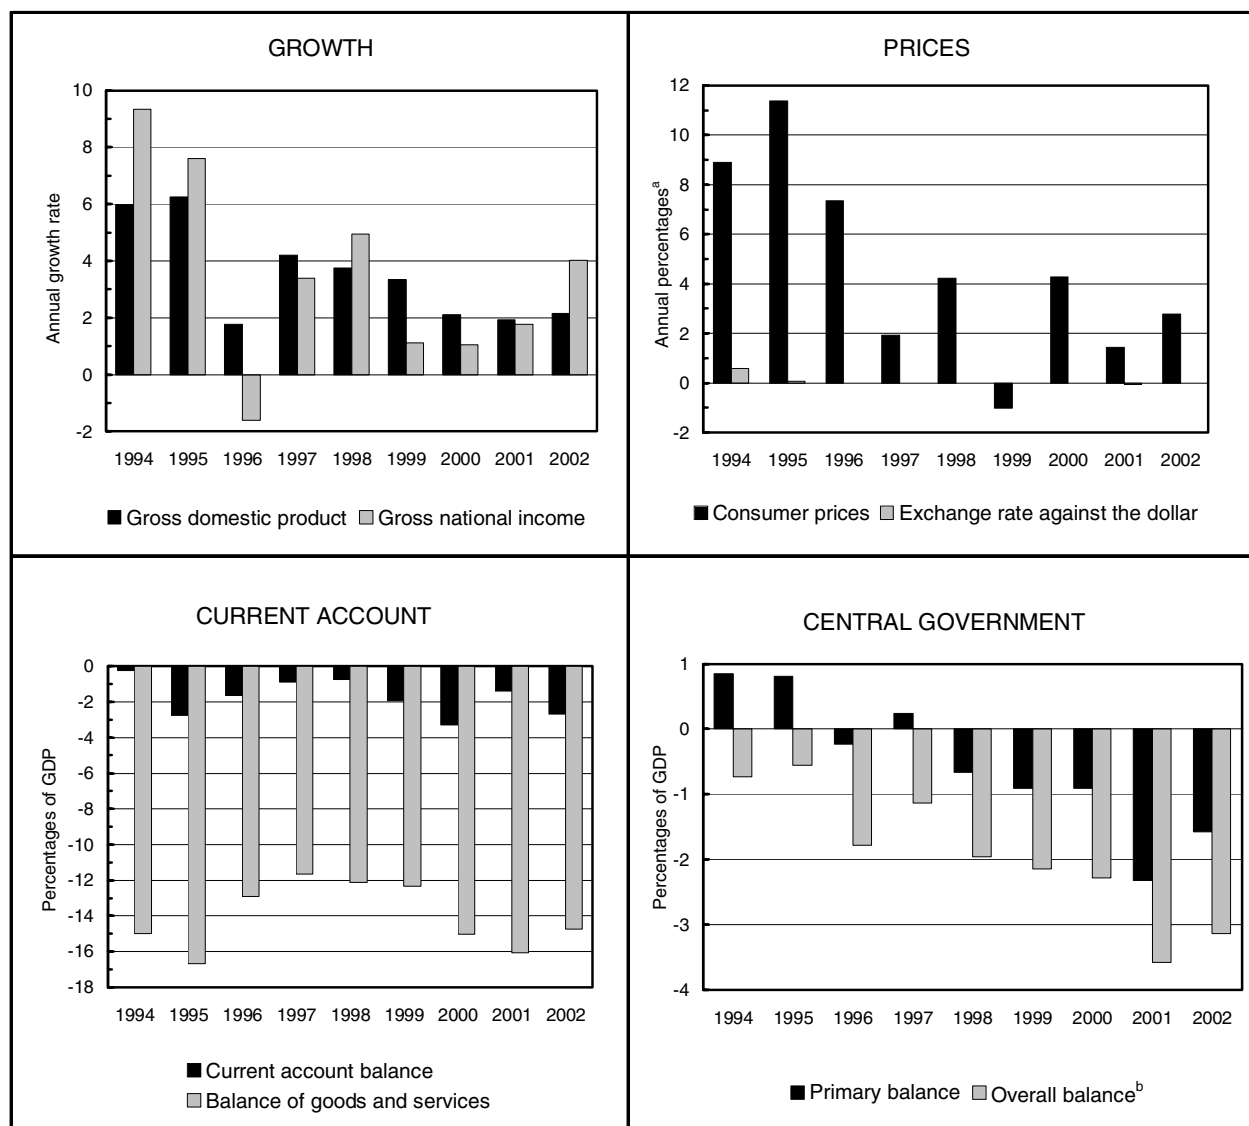 GROWTH
Annual growth rate
10
8
6
4
2
0
-2
1994 1995 1996 1997 1998 1999 2000 2001 2002
Gross domestic product Gross national income
PRICES
Annual percentagesᵃ
12
10
8
6
4
2
0
-2
1994 1995 1996 1997 1998 1999 2000 2001 2002
Consumer prices Exchange rate against the dollar
CURRENT ACCOUNT
Percentages of GDP
0
-2
-4
-6
-8
-10
-12
-14
-16
-18
1994 1995 1996 1997 1998 1999 2000 2001 2002
Current account balance
Balance of goods and services
CENTRAL GOVERNMENT
Percentages of GDP
1
0
-1
-2
-3
-4
1994 1995 1996 1997 1998 1999 2000 2001 2002
Primary balance Overall balanceᵇ